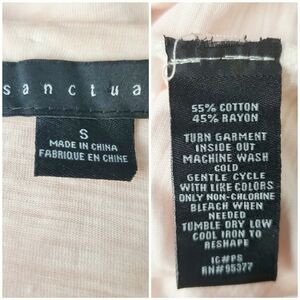 sanctua
S
MADE IN CHINA
FABRIQUE EN CHINE
55% COTTON
45% RAYON
TURN GARMENT
INSIDE OUT
MACHINE WASH
COLD
GENTLE CYCLE
WITH LIKE COLORS
ONLY NON-CHLORINE
BLEACH WHEN
NEEDED
TUMBLE DRY LOW
COOL IRON TO
RESHAPE
IG#PS
RN#95377